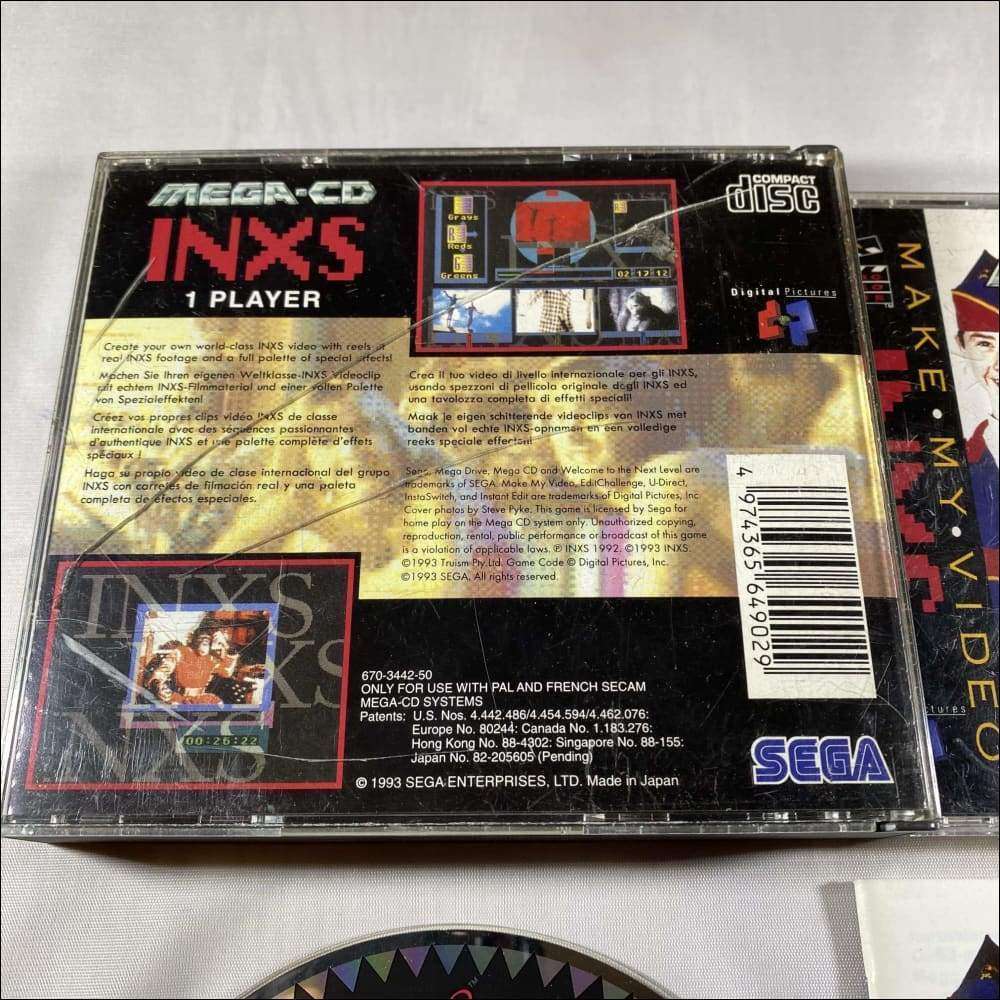 MEGA-CD
INXS
1 PLAYER
Grays
Reds
Greens
02:17:12
COMPACT
disc
Digital Pictures
Create your own world-class INXS video with reels of
real INXS footage and a full palette of special effects!
Machen Sie Ihren eigenen Weltklasse-INXS Videoclip
mit echtem INXS-Filmmaterial und einer vollen Palette
von Spezialeffekten!
Créez vos propres clips vidéo INXS de classe
internationale avec des séquences passionnantes
d'authentique INXS et une palette complète d'effets
spéciaux !
Haga su propio video de clase internacional del grupo
INXS con carretes de filmación real y una paleta
completa de efectos especiales.
Crea il tuo video di livello internazionale per gli INXS,
usando spezzoni di pellicola originale degli INXS ed
una tavolozza completa di effetti speciali!
Maak je eigen schitterende videoclips van INXS met
banden vol echte INXS-opnamen en een volledige
reeks speciale effecten!
Sega, Mega Drive, Mega CD and Welcome to the Next Level are
trademarks of SEGA. Make My Video, EditChallenge, U-Direct,
InstaSwitch, and Instant Edit are trademarks of Digital Pictures, Inc
Cover photos by Steve Pyke. This game is licensed by Sega for
home play on the Mega CD system only. Unauthorized copying,
reproduction, rental, public performance or broadcast of this game
is a violation of applicable laws. ℗ INXS 1992. ©1993 INXS.
©1993 Truism Pty.Ltd. Game Code © Digital Pictures, Inc.
©1993 SEGA. All rights reserved.
4 974365 649029
INXS
INXS
NXS
00:26:22
670-3442-50
ONLY FOR USE WITH PAL AND FRENCH SECAM
MEGA-CD SYSTEMS
Patents: U.S. Nos. 4.442.486/4.454.594/4.462.076:
Europe No. 80244: Canada No. 1.183.276:
Hong Kong No. 88-4302: Singapore No. 88-155:
Japan No. 82-205605 (Pending)
© 1993 SEGA ENTERPRISES, LTD. Made in Japan
SEGA
MAKE·MY·VIDEO